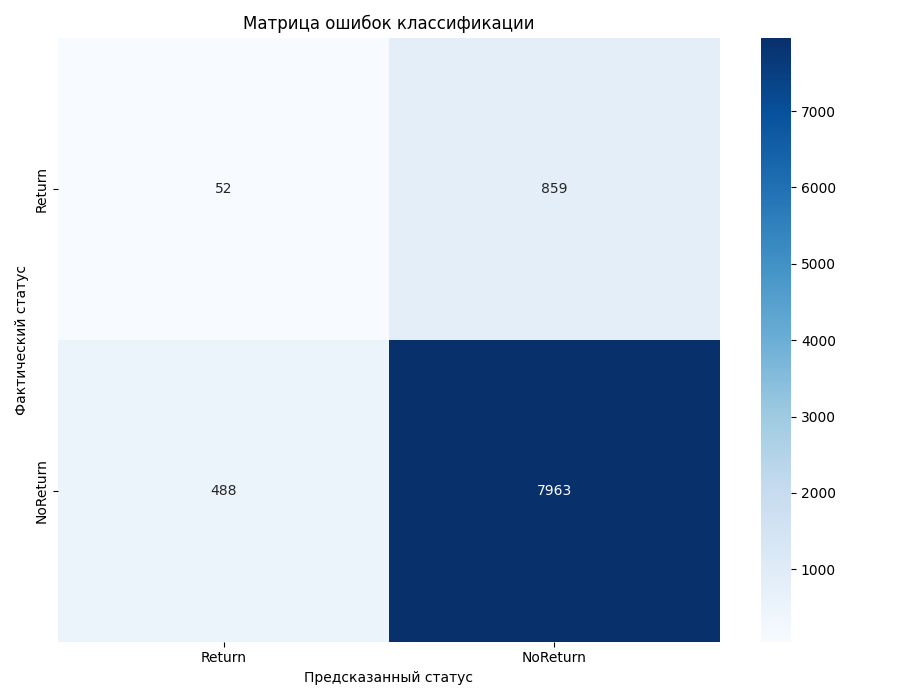 Матрица ошибок классификации
Фактический статус
Return
52
859
NoReturn
488
7963
Return
NoReturn
Предсказанный статус
7000
6000
5000
4000
3000
2000
1000